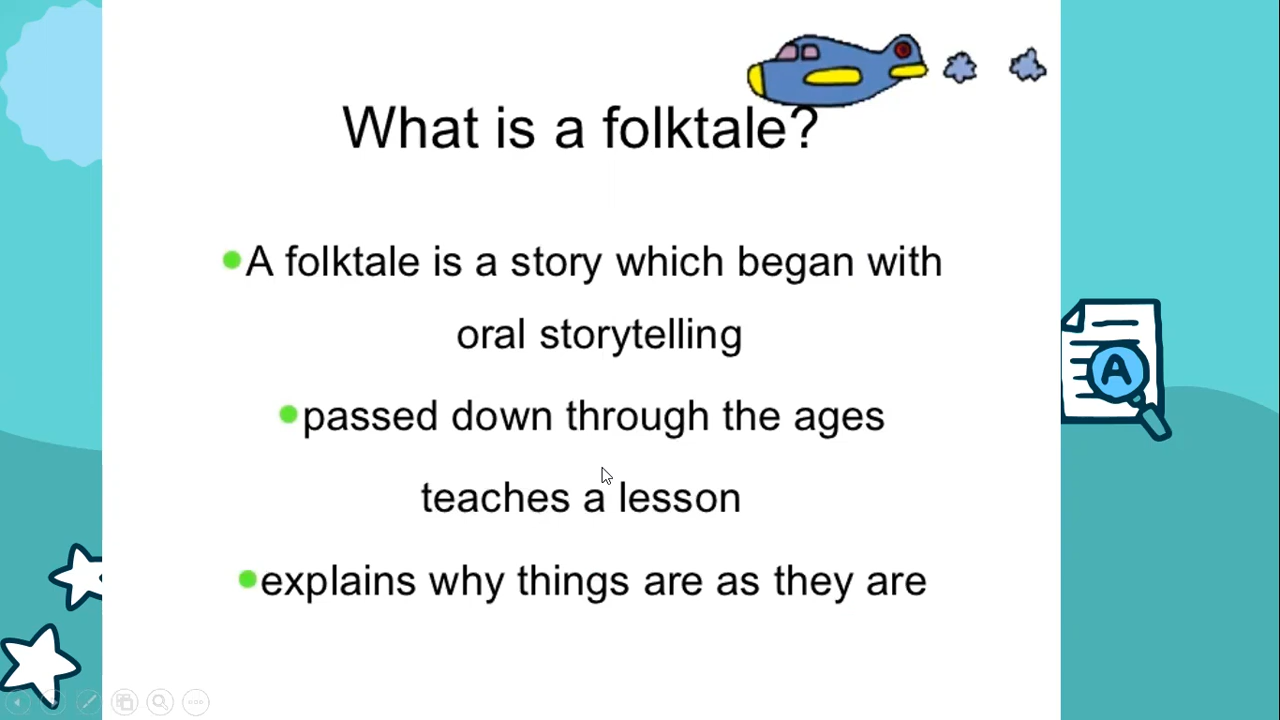 What is a folktale?
•A folktale is a story which began with
oral storytelling
•passed down through the ages
teaches a lesson
•explains why things are as they are
A